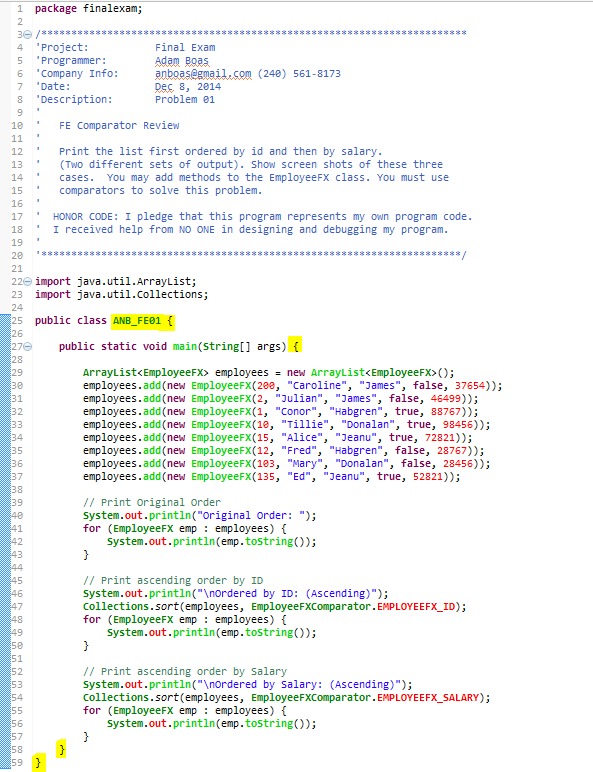 1 package finalexam;
2
3 /***********************************************************************
4 'Project: Final Exam
5 'Programmer: Adam Boas
6 'Company Info: anboas@gmail.com (240) 561-8173
7 'Date: Dec 8, 2014
8 'Description: Problem 01
9 '
10 ' FE Comparator Review
11 '
12 ' Print the list first ordered by id and then by salary.
13 ' (Two different sets of output). Show screen shots of these three
14 ' cases. You may add methods to the EmployeeFX class. You must use
15 ' comparators to solve this problem.
16 '
17 ' HONOR CODE: I pledge that this program represents my own program code.
18 ' I received help from NO ONE in designing and debugging my program.
19 '
20 '**********************************************************************/
21
22 import java.util.ArrayList;
23 import java.util.Collections;
24
25 public class ANB_FE01 {
26
27 public static void main(String[] args) {
28
29 ArrayList<EmployeeFX> employees = new ArrayList<EmployeeFX>();
30 employees.add(new EmployeeFX(200, "Caroline", "James", false, 37654));
31 employees.add(new EmployeeFX(2, "Julian", "James", false, 46499));
32 employees.add(new EmployeeFX(1, "Conor", "Habgren", true, 88767));
33 employees.add(new EmployeeFX(10, "Tillie", "Donalan", true, 98456));
34 employees.add(new EmployeeFX(15, "Alice", "Jeanu", true, 72821));
35 employees.add(new EmployeeFX(12, "Fred", "Habgren", false, 28767));
36 employees.add(new EmployeeFX(103, "Mary", "Donalan", false, 28456));
37 employees.add(new EmployeeFX(135, "Ed", "Jeanu", true, 52821));
38
39 // Print Original Order
40 System.out.println("Original Order: ");
41 for (EmployeeFX emp : employees) {
42 System.out.println(emp.toString());
43 }
44
45 // Print ascending order by ID
46 System.out.println("\nOrdered by ID: (Ascending)");
47 Collections.sort(employees, EmployeeFXComparator.EMPLOYEEFX_ID);
48 for (EmployeeFX emp : employees) {
49 System.out.println(emp.toString());
50 }
51
52 // Print ascending order by Salary
53 System.out.println("\nOrdered by Salary: (Ascending)");
54 Collections.sort(employees, EmployeeFXComparator.EMPLOYEEFX_SALARY);
55 for (EmployeeFX emp : employees) {
56 System.out.println(emp.toString());
57 }
58 }
59 }